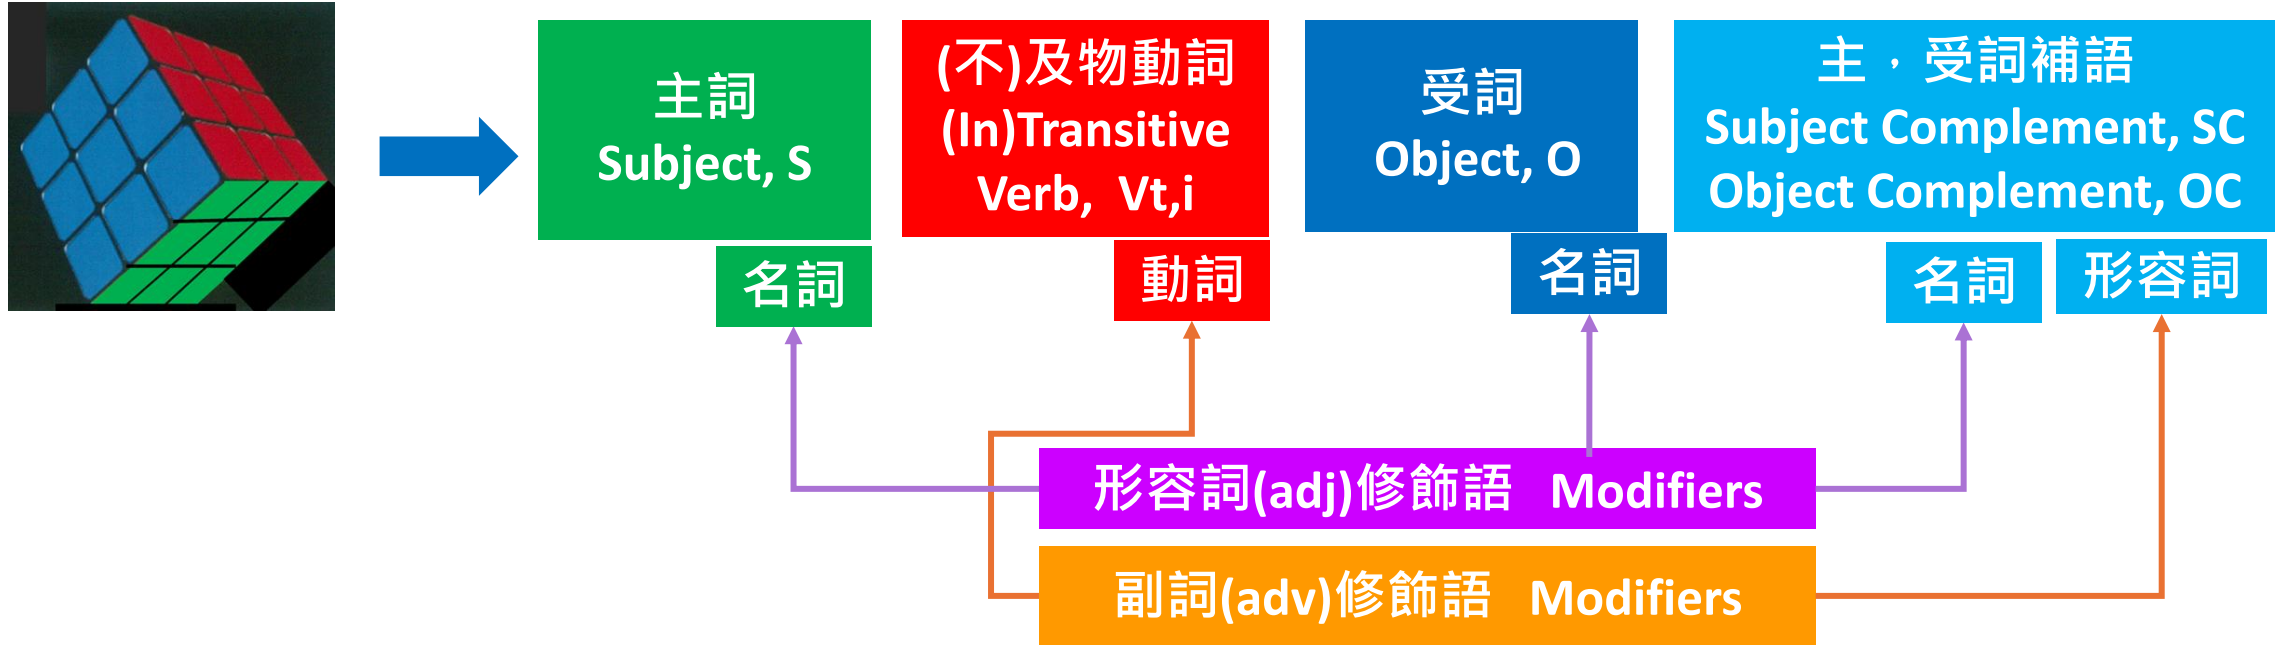 主詞
Subject, S
(不)及物動詞
(In)Transitive
Verb, Vt,i
受詞
Object, O
主，受詞補語
Subject Complement, SC
Object Complement, OC
名詞
動詞
名詞
名詞
形容詞
形容詞(adj)修飾語 Modifiers
副詞(adv)修飾語 Modifiers